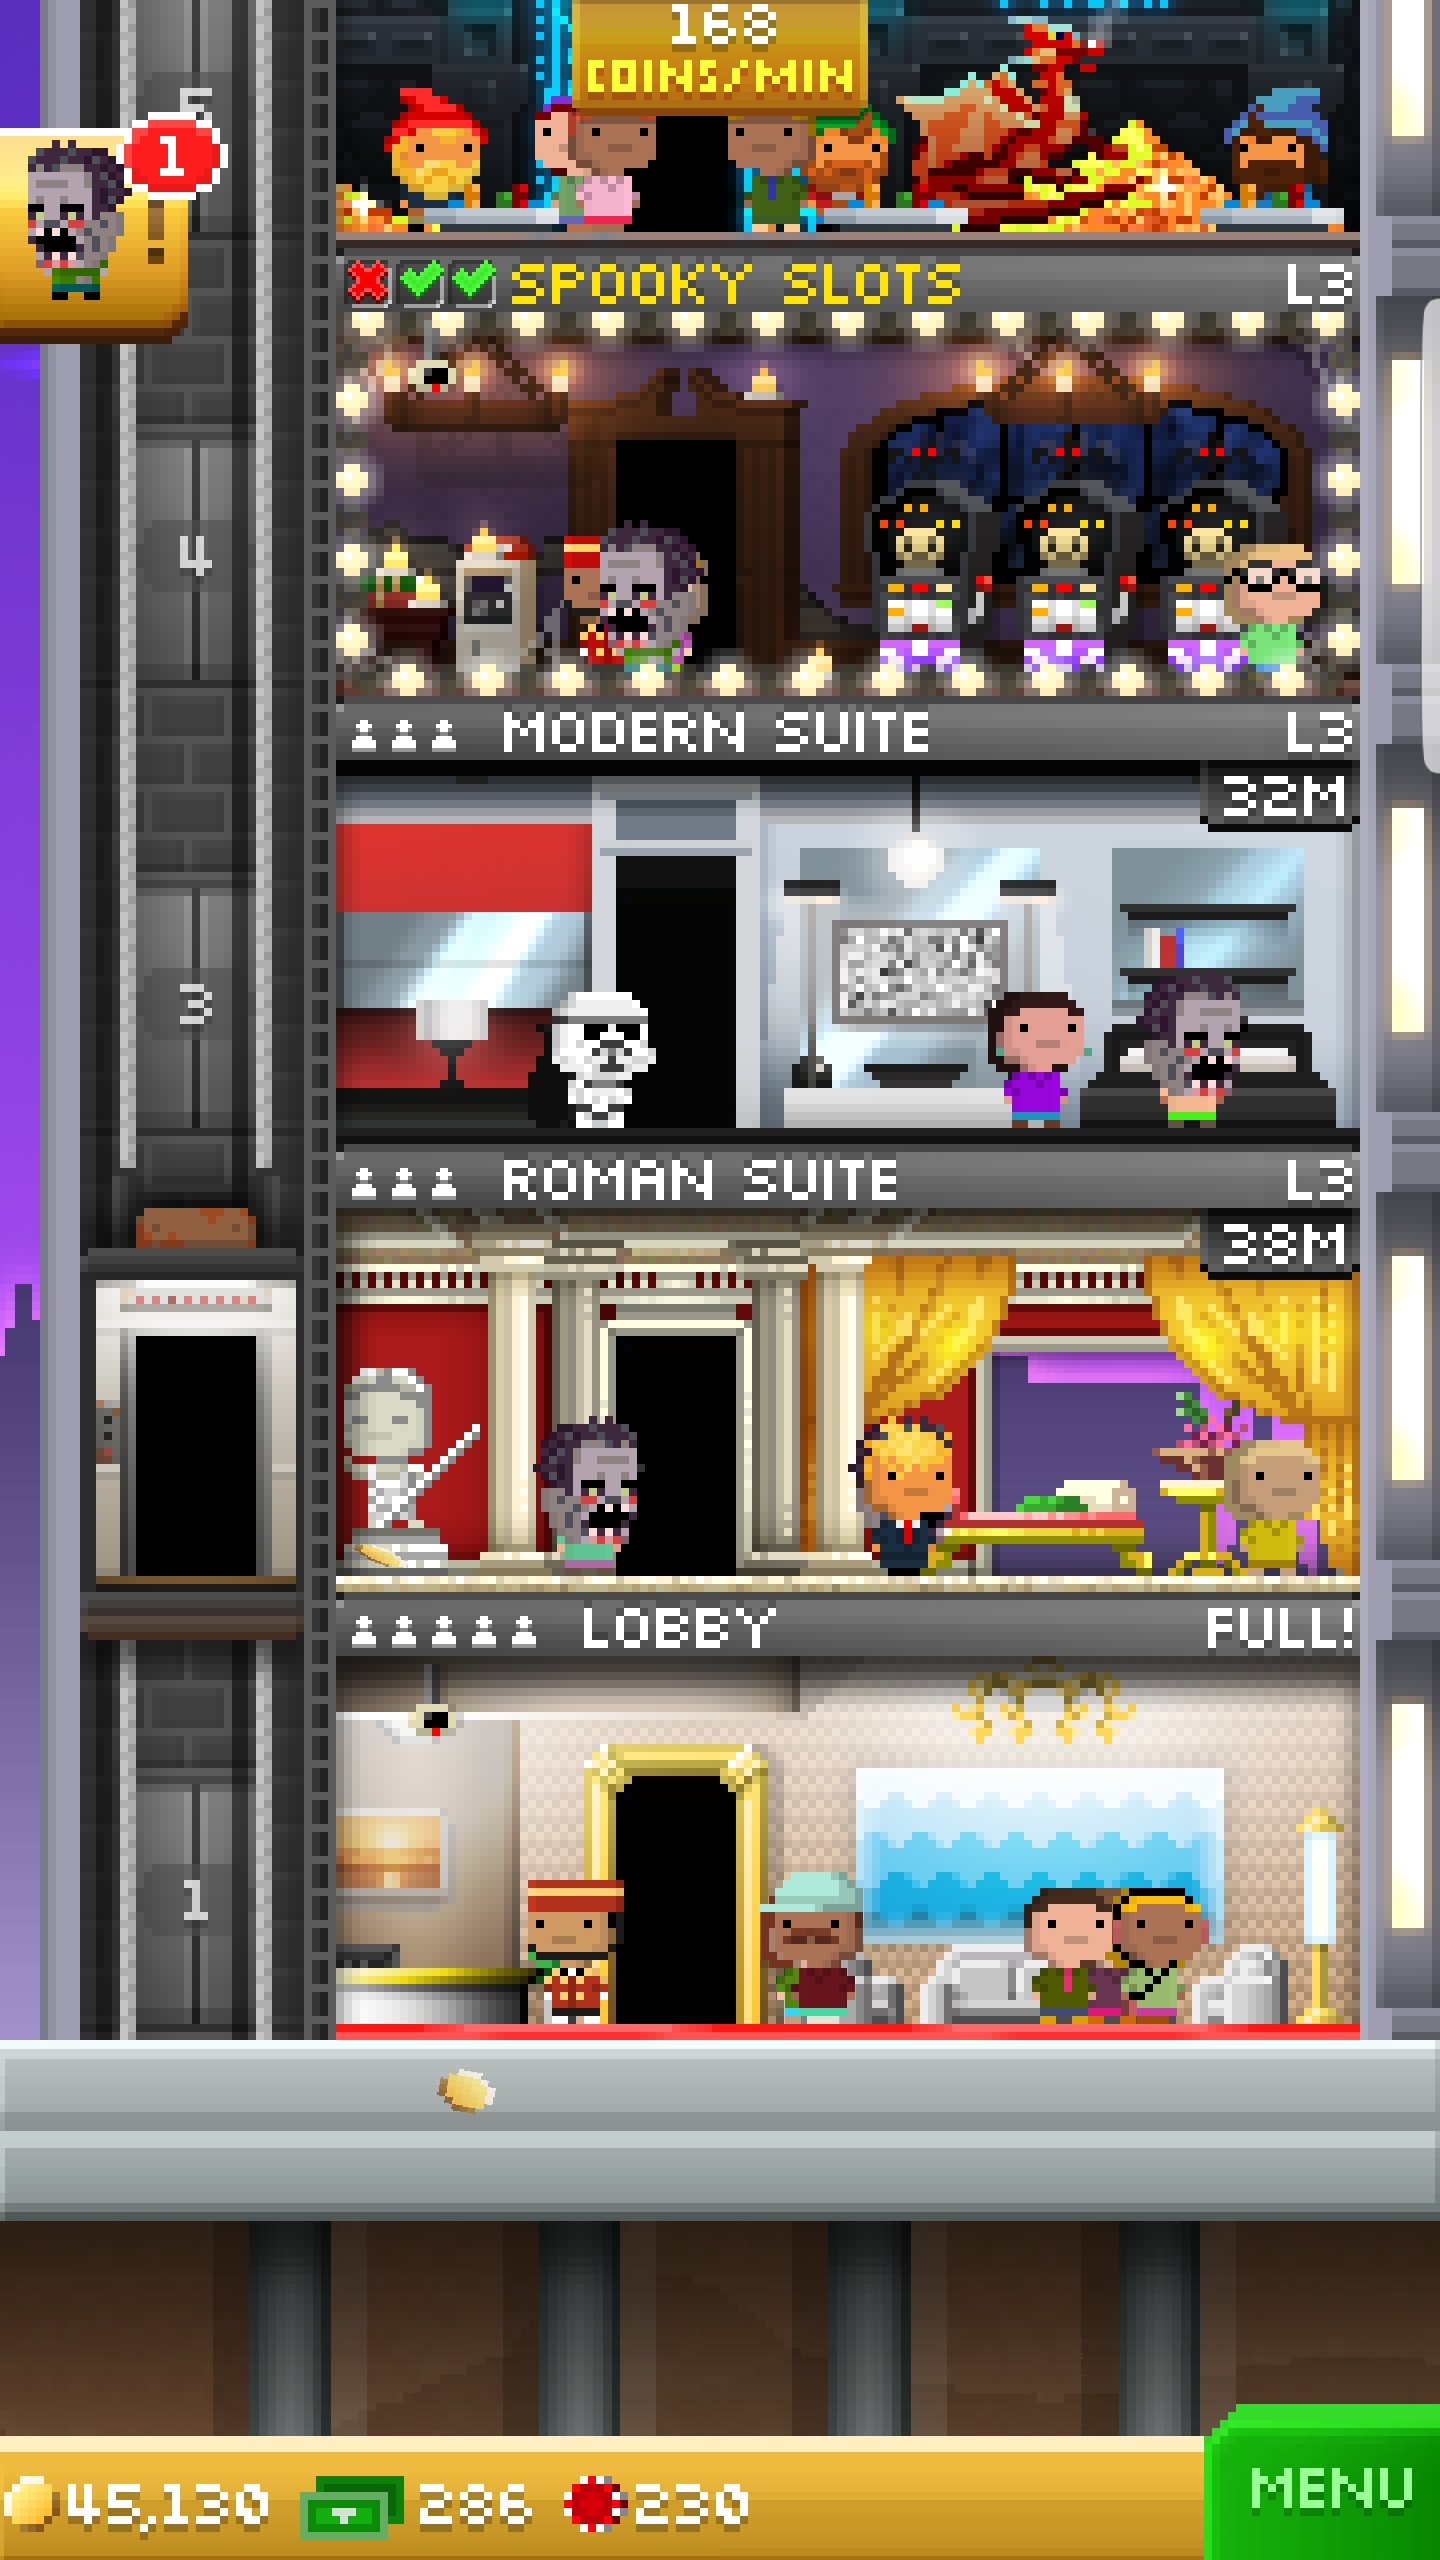 168
COINS/MIN
5
1
!
SPOOKY SLOTS L3
4
MODERN SUITE L3
32M
3
ROMAN SUITE L3
38M
LOBBY FULL!
1
45,130 286 230
MENU